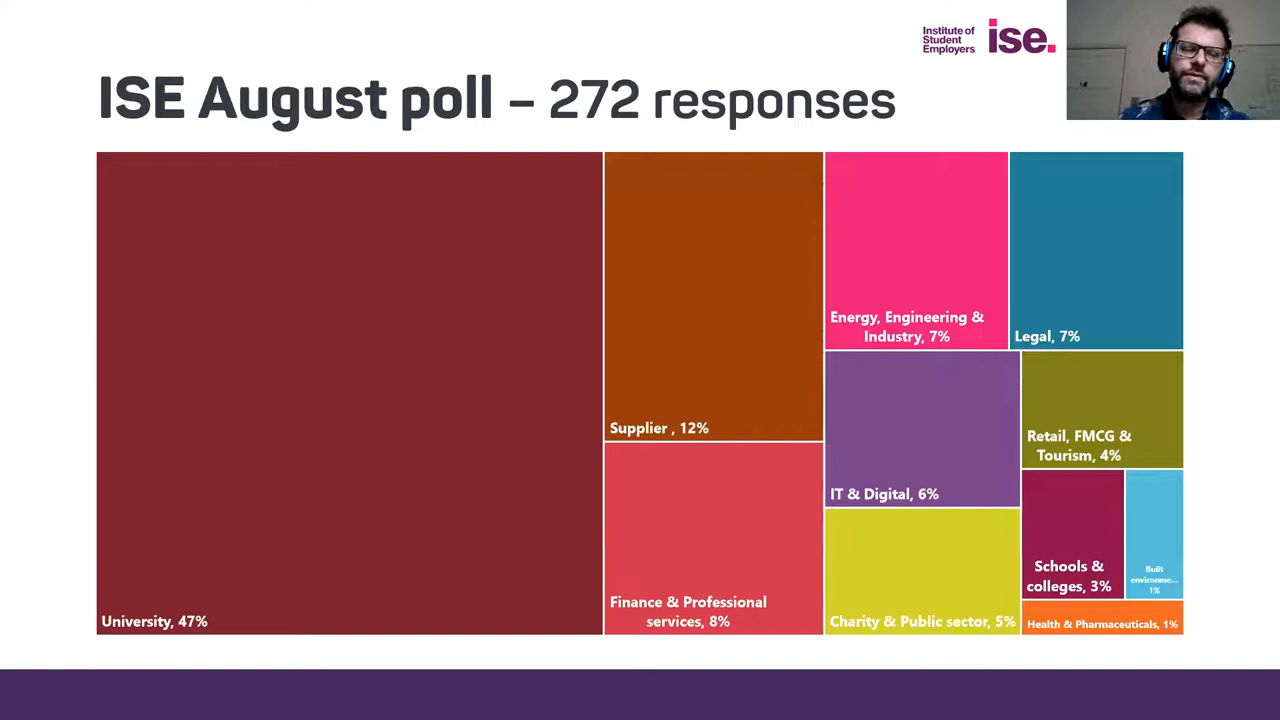 Institute of
Student
Employers
ise.
ISE August poll – 272 responses
University, 47%
Supplier , 12%
Finance & Professional
services, 8%
Energy, Engineering &
Industry, 7%
Legal, 7%
IT & Digital, 6%
Retail, FMCG &
Tourism, 4%
Charity & Public sector, 5%
Schools &
colleges, 3%
Built
environme...
1%
Health & Pharmaceuticals, 1%